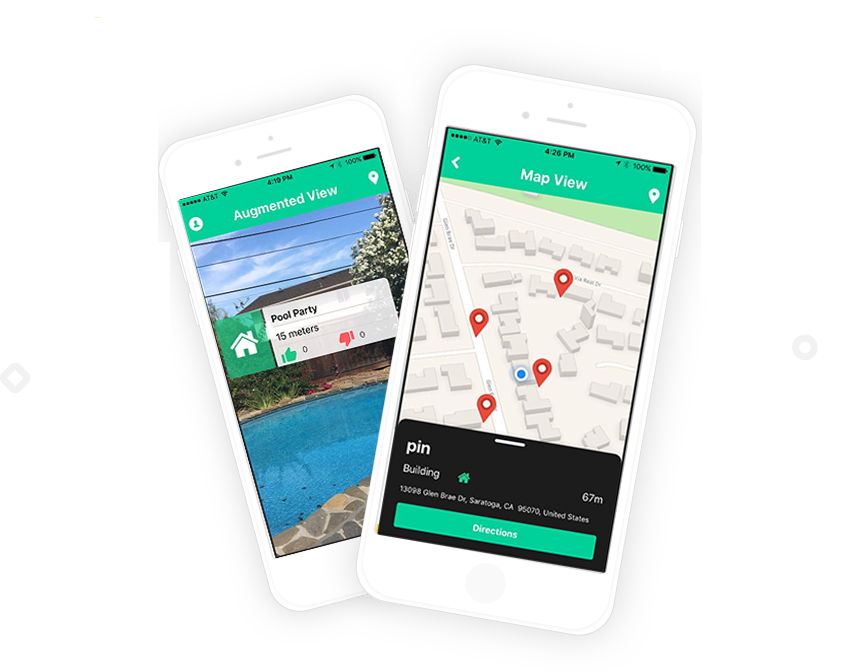 AT&T
4:19 PM
100%
Augmented View
Pool Party
15 meters
0
0
AT&T
4:26 PM
100%
Map View
Glen Brae Dr
Via Real Dr
pin
Building
67m
13098 Glen Brae Dr, Saratoga, CA 95070, United States
Directions